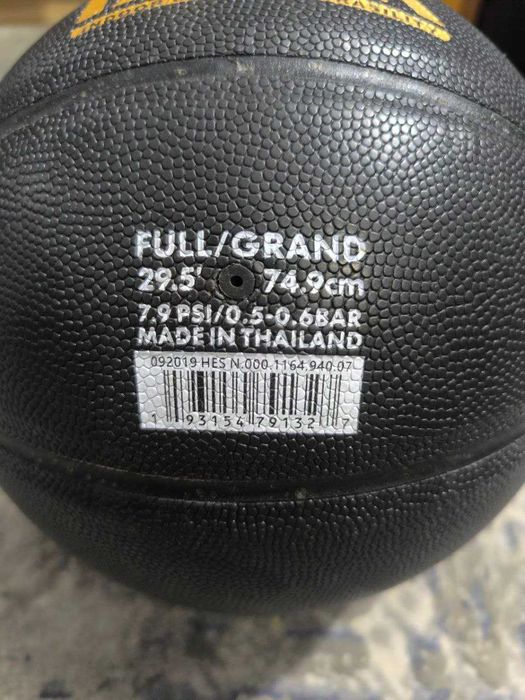 FULL/GRAND
29.5' 74.9cm
7.9 PSI/0.5-0.6BAR
MADE IN THAILAND
092019 HES N.000.1164.940.07
1 93154 79132 7